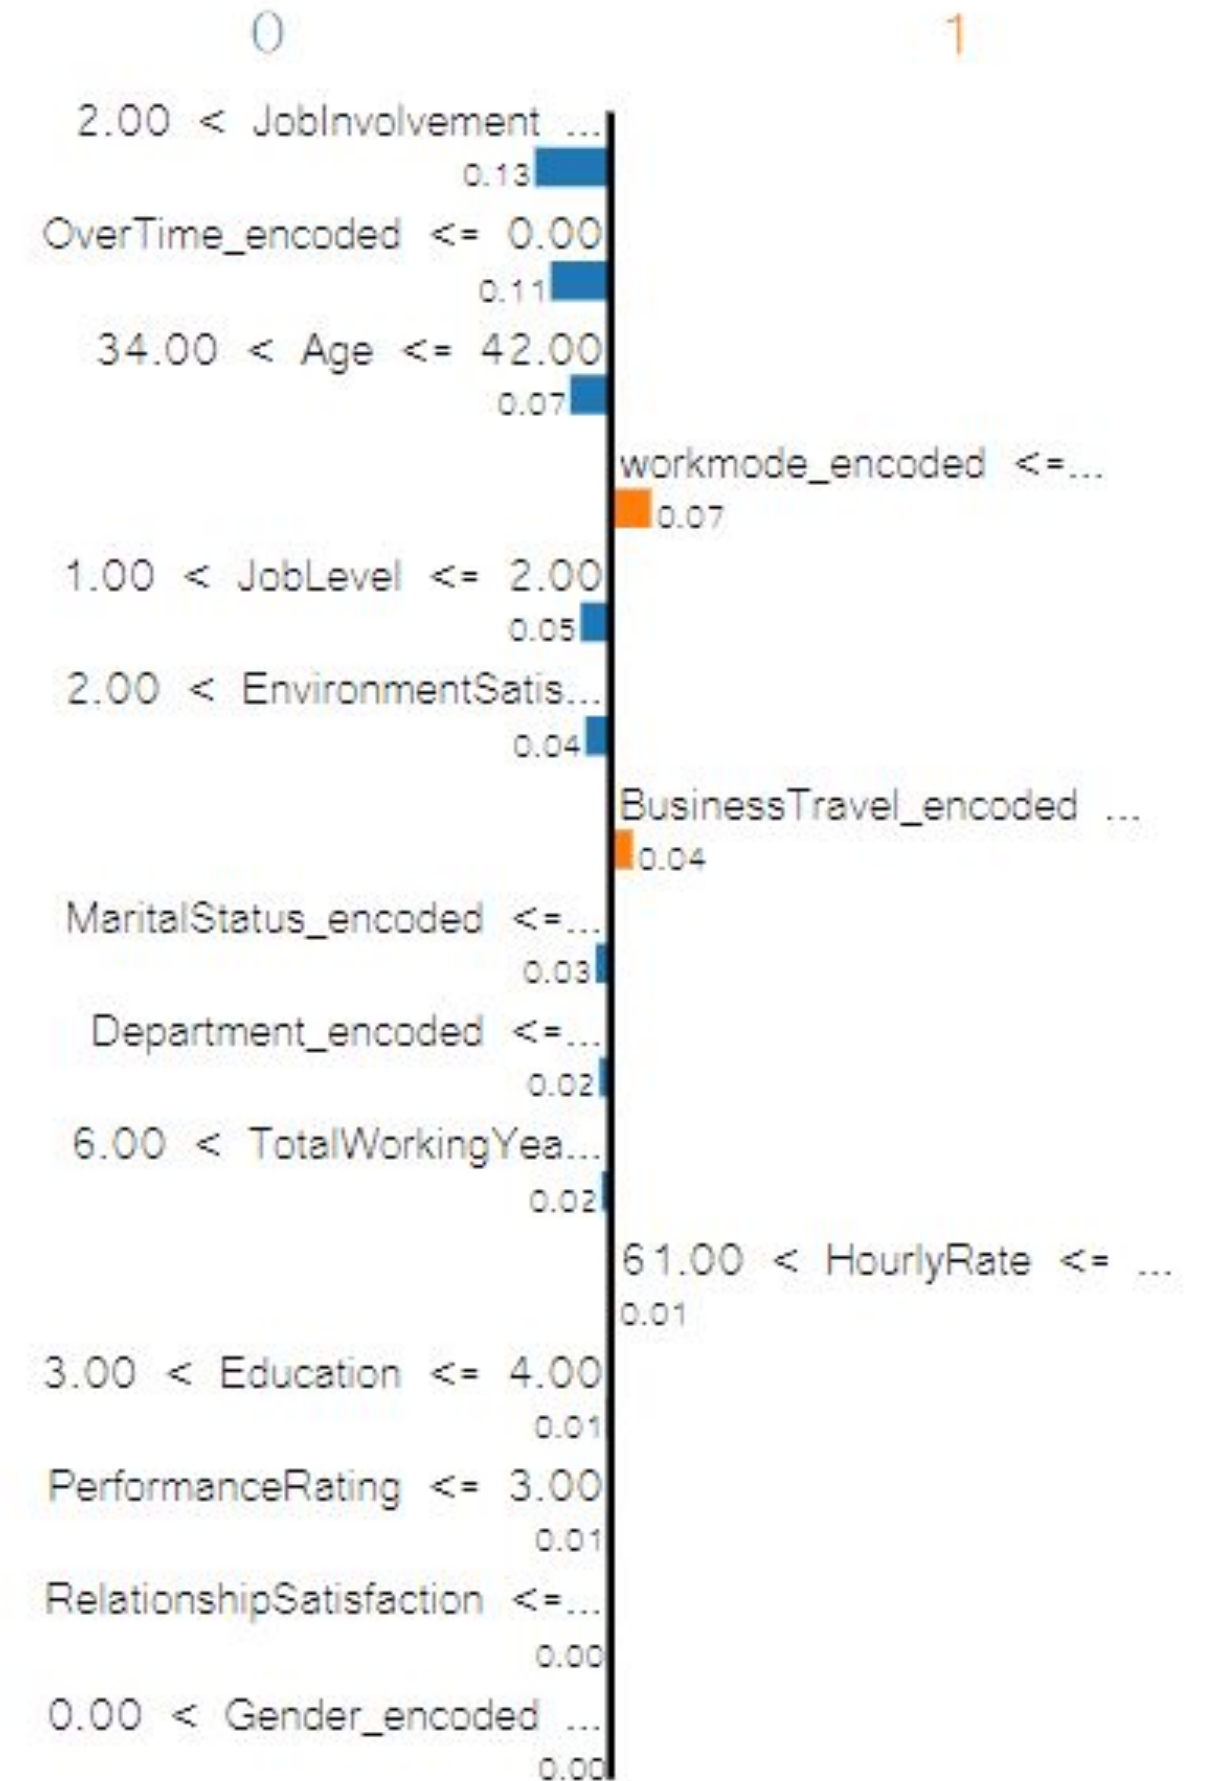 0 1
2.00 < JobInvolvement ...
0.13
OverTime_encoded <= 0.00
0.11
34.00 < Age <= 42.00
0.07
workmode_encoded <=...
0.07
1.00 < JobLevel <= 2.00
0.05
2.00 < EnvironmentSatis...
0.04
BusinessTravel_encoded ...
0.04
MaritalStatus_encoded <=...
0.03
Department_encoded <=...
0.02
6.00 < TotalWorkingYea...
0.02
61.00 < HourlyRate <= ...
0.01
3.00 < Education <= 4.00
0.01
PerformanceRating <= 3.00
0.01
RelationshipSatisfaction <=...
0.00
0.00 < Gender_encoded ...
0.00